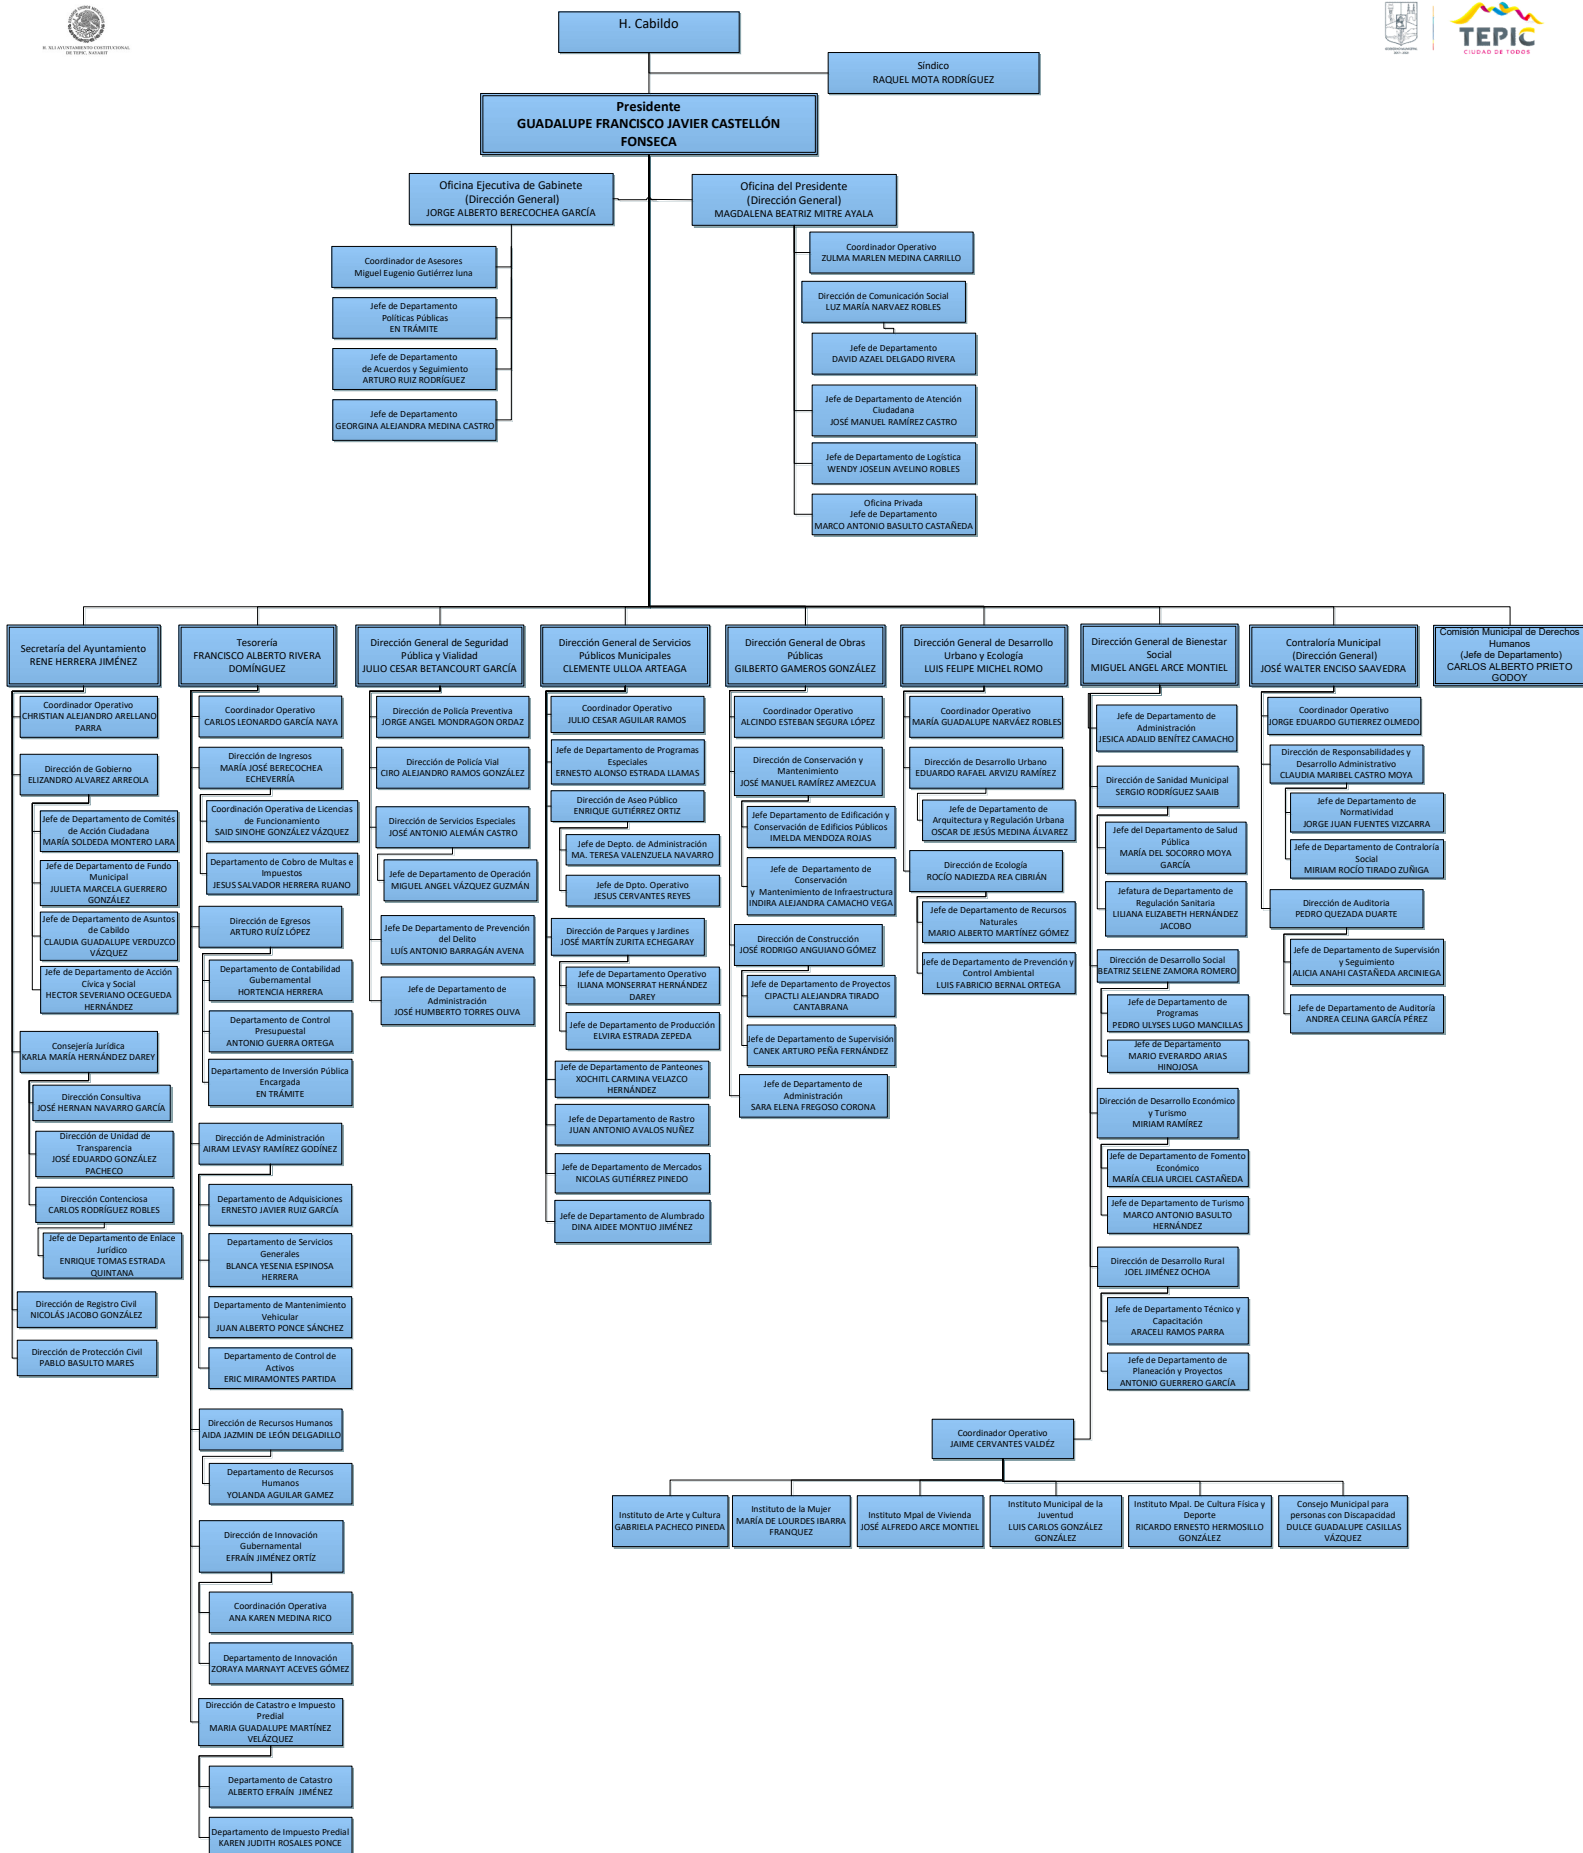 H. XLI AYUNTAMIENTO CONSTITUCIONAL
DE TEPIC, NAYARIT
TEPIC
CIUDAD DE TODOS
H. Cabildo
Síndico
RAQUEL MOTA RODRÍGUEZ
Presidente
GUADALUPE FRANCISCO JAVIER CASTELLÓN
FONSECA
Oficina Ejecutiva de Gabinete
(Dirección General)
JORGE ALBERTO BERECOCHEA GARCÍA
Oficina del Presidente
(Dirección General)
MAGDALENA BEATRIZ MITRE AYALA
Coordinador de Asesores
Miguel Eugenio Gutiérrez luna
Jefe de Departamento
Políticas Públicas
EN TRÁMITE
Jefe de Departamento
de Acuerdos y Seguimiento
ARTURO RUIZ RODRÍGUEZ
Jefe de Departamento
GEORGINA ALEJANDRA MEDINA CASTRO
Coordinador Operativo
ZULMA MARLEN MEDINA CARRILLO
Dirección de Comunicación Social
LUZ MARÍA NARVAEZ ROBLES
Jefe de Departamento
DAVID AZAEL DELGADO RIVERA
Jefe de Departamento de Atención
Ciudadana
JOSÉ MANUEL RAMÍREZ CASTRO
Jefe de Departamento de Logística
WENDY JOSELIN AVELINO ROBLES
Oficina Privada
Jefe de Departamento
MARCO ANTONIO BASULTO CASTAÑEDA
Secretaría del Ayuntamiento
RENE HERRERA JIMÉNEZ
Coordinador Operativo
CHRISTIAN ALEJANDRO ARELLANO
PARRA
Dirección de Gobierno
ELIZANDRO ALVAREZ ARREOLA
Jefe de Departamento de Comités
de Acción Ciudadana
MARÍA SOLDEDA MONTERO LARA
Jefe de Departamento de Fundo
Municipal
JULIETA MARCELA GUERRERO
GONZÁLEZ
Jefe de Departamento de Asuntos
de Cabildo
CLAUDIA GUADALUPE VERDUZCO
VÁZQUEZ
Jefe de Departamento de Acción
Cívica y Social
HECTOR SEVERIANO OCEGUEDA
HERNÁNDEZ
Consejería Jurídica
KARLA MARÍA HERNÁNDEZ DAREY
Dirección Consultiva
JOSÉ HERNAN NAVARRO GARCÍA
Dirección de Unidad de
Transparencia
JOSÉ EDUARDO GONZÁLEZ
PACHECO
Dirección Contenciosa
CARLOS RODRÍGUEZ ROBLES
Jefe de Departamento de Enlace
Jurídico
ENRIQUE TOMAS ESTRADA
QUINTANA
Dirección de Registro Civil
NICOLÁS JACOBO GONZÁLEZ
Dirección de Protección Civil
PABLO BASULTO MARES
Tesorería
FRANCISCO ALBERTO RIVERA
DOMÍNGUEZ
Coordinador Operativo
CARLOS LEONARDO GARCÍA NAYA
Dirección de Ingresos
MARÍA JOSÉ BERECOCHEA
ECHEVERRÍA
Coordinación Operativa de Licencias
de Funcionamiento
SAID SINOHE GONZÁLEZ VÁZQUEZ
Departamento de Cobro de Multas e
Impuestos
JESUS SALVADOR HERRERA RUANO
Dirección de Egresos
ARTURO RUÍZ LÓPEZ
Departamento de Contabilidad
Gubernamental
HORTENCIA HERRERA
Departamento de Control
Presupuestal
ANTONIO GUERRA ORTEGA
Departamento de Inversión Pública
Encargada
EN TRÁMITE
Dirección de Administración
AIRAM LEVASY RAMÍREZ GODÍNEZ
Departamento de Adquisiciones
ERNESTO JAVIER RUIZ GARCÍA
Departamento de Servicios
Generales
BLANCA YESENIA ESPINOSA
HERRERA
Departamento de Mantenimiento
Vehicular
JUAN ALBERTO PONCE SÁNCHEZ
Departamento de Control de
Activos
ERIC MIRAMONTES PARTIDA
Dirección de Recursos Humanos
AIDA JAZMIN DE LEÓN DELGADILLO
Departamento de Recursos
Humanos
YOLANDA AGUILAR GAMEZ
Dirección de Innovación
Gubernamental
EFRAÍN JIMÉNEZ ORTÍZ
Coordinación Operativa
ANA KAREN MEDINA RICO
Departamento de Innovación
ZORAYA MARNAYT ACEVES GÓMEZ
Dirección de Catastro e Impuesto
Predial
MARIA GUADALUPE MARTÍNEZ
VELÁZQUEZ
Departamento de Catastro
ALBERTO EFRAÍN JIMÉNEZ
Departamento de Impuesto Predial
KAREN JUDITH ROSALES PONCE
Dirección General de Seguridad
Pública y Vialidad
JULIO CESAR BETANCOURT GARCÍA
Dirección de Policía Preventiva
JORGE ANGEL MONDRAGON ORDAZ
Dirección de Policía Vial
CIRO ALEJANDRO RAMOS GONZÁLEZ
Dirección de Servicios Especiales
JOSÉ ANTONIO ALEMÁN CASTRO
Jefe de Departamento de Operación
MIGUEL ANGEL VÁZQUEZ GUZMÁN
Jefe De Departamento de Prevención
del Delito
LUÍS ANTONIO BARRAGÁN AVENA
Jefe de Departamento de
Administración
JOSÉ HUMBERTO TORRES OLIVA
Dirección General de Servicios
Públicos Municipales
CLEMENTE ULLOA ARTEAGA
Coordinador Operativo
JULIO CESAR AGUILAR RAMOS
Jefe de Departamento de Programas
Especiales
ERNESTO ALONSO ESTRADA LLAMAS
Dirección de Aseo Público
ENRIQUE GUTIÉRREZ ORTIZ
Jefe de Depto. de Administración
MA. TERESA VALENZUELA NAVARRO
Jefe de Dpto. Operativo
JESUS CERVANTES REYES
Dirección de Parques y Jardines
JOSÉ MARTÍN ZURITA ECHEGARAY
Jefe de Departamento Operativo
ILIANA MONSERRAT HERNÁNDEZ
DAREY
Jefe de Departamento de Producción
ELVIRA ESTRADA ZEPEDA
Jefe de Departamento de Panteones
XOCHITL CARMINA VELAZCO
HERNÁNDEZ
Jefe de Departamento de Rastro
JUAN ANTONIO AVALOS NUÑEZ
Jefe de Departamento de Mercados
NICOLAS GUTIÉRREZ PINEDO
Jefe de Departamento de Alumbrado
DINA AIDEE MONTIJO JIMÉNEZ
Dirección General de Obras
Públicas
GILBERTO GAMEROS GONZÁLEZ
Coordinador Operativo
ALCINDO ESTEBAN SEGURA LÓPEZ
Dirección de Conservación y
Mantenimiento
JOSÉ MANUEL RAMÍREZ AMEZCUA
Jefe Departamento de Edificación y
Conservación de Edificios Públicos
IMELDA MENDOZA ROJAS
Jefe de Departamento de
Conservación
y Mantenimiento de Infraestructura
INDIRA ALEJANDRA CAMACHO VEGA
Dirección de Construcción
JOSÉ RODRIGO ANGUIANO GÓMEZ
Jefe de Departamento de Proyectos
CIPACTLI ALEJANDRA TIRADO
CANTABRANA
Jefe de Departamento de Supervisión
CANEK ARTURO PEÑA FERNÁNDEZ
Jefe de Departamento de
Administración
SARA ELENA FREGOSO CORONA
Dirección General de Desarrollo
Urbano y Ecología
LUIS FELIPE MICHEL ROMO
Coordinador Operativo
MARÍA GUADALUPE NARVÁEZ ROBLES
Dirección de Desarrollo Urbano
EDUARDO RAFAEL ARVIZU RAMÍREZ
Jefe de Departamento de
Arquitectura y Regulación Urbana
OSCAR DE JESÚS MEDINA ÁLVAREZ
Dirección de Ecología
ROCÍO NADIEZDA REA CIBRIÁN
Jefe de Departamento de Recursos
Naturales
MARIO ALBERTO MARTÍNEZ GÓMEZ
Jefe de Departamento de Prevención y
Control Ambiental
LUIS FABRICIO BERNAL ORTEGA
Dirección General de Bienestar
Social
MIGUEL ANGEL ARCE MONTIEL
Jefe de Departamento de
Administración
JESICA ADALID BENÍTEZ CAMACHO
Dirección de Sanidad Municipal
SERGIO RODRÍGUEZ SAAIB
Jefe del Departamento de Salud
Pública
MARÍA DEL SOCORRO MOYA
GARCÍA
Jefatura de Departamento de
Regulación Sanitaria
LILIANA ELIZABETH HERNÁNDEZ
JACOBO
Dirección de Desarrollo Social
BEATRIZ SELENE ZAMORA ROMERO
Jefe de Departamento de
Programas
PEDRO ULYSES LUGO MANCILLAS
Jefe de Departamento
MARIO EVERARDO ARIAS
HINOJOSA
Dirección de Desarrollo Económico
y Turismo
MIRIAM RAMÍREZ
Jefe de Departamento de Fomento
Económico
MARÍA CELIA URCIEL CASTAÑEDA
Jefe de Departamento de Turismo
MARCO ANTONIO BASULTO
HERNÁNDEZ
Dirección de Desarrollo Rural
JOEL JIMÉNEZ OCHOA
Jefe de Departamento Técnico y
Capacitación
ARACELI RAMOS PARRA
Jefe de Departamento de
Planeación y Proyectos
ANTONIO GUERRERO GARCÍA
Coordinador Operativo
JAIME CERVANTES VALDÉZ
Instituto de Arte y Cultura
GABRIELA PACHECO PINEDA
Instituto de la Mujer
MARÍA DE LOURDES IBARRA
FRANQUEZ
Instituto Mpal de Vivienda
JOSÉ ALFREDO ARCE MONTIEL
Instituto Municipal de la
Juventud
LUIS CARLOS GONZÁLEZ
GONZÁLEZ
Instituto Mpal. De Cultura Física y
Deporte
RICARDO ERNESTO HERMOSILLO
GONZÁLEZ
Consejo Municipal para
personas con Discapacidad
DULCE GUADALUPE CASILLAS
VÁZQUEZ
Contraloría Municipal
(Dirección General)
JOSÉ WALTER ENCISO SAAVEDRA
Coordinador Operativo
JORGE EDUARDO GUTIERREZ OLMEDO
Dirección de Responsabilidades y
Desarrollo Administrativo
CLAUDIA MARIBEL CASTRO MOYA
Jefe de Departamento de
Normatividad
JORGE JUAN FUENTES VIZCARRA
Jefe de Departamento de Contraloría
Social
MIRIAM ROCÍO TIRADO ZUÑIGA
Dirección de Auditoria
PEDRO QUEZADA DUARTE
Jefe de Departamento de Supervisión
y Seguimiento
ALICIA ANAHI CASTAÑEDA ARCINIEGA
Jefe de Departamento de Auditoría
ANDREA CELINA GARCÍA PÉREZ
Comisión Municipal de Derechos
Humanos
(Jefe de Departamento)
CARLOS ALBERTO PRIETO
GODOY